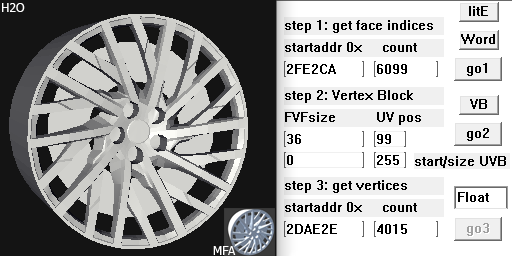 H2O
litE
step 1: get face indices
Word
startaddr 0x count
2FE2CA 6099 go1
step 2: Vertex Block
VB
FVFsize UV pos
36 99 go2
0 255 start/size UVB
step 3: get vertices
Float
startaddr 0x count
2DAE2E 4015 go3
MFA